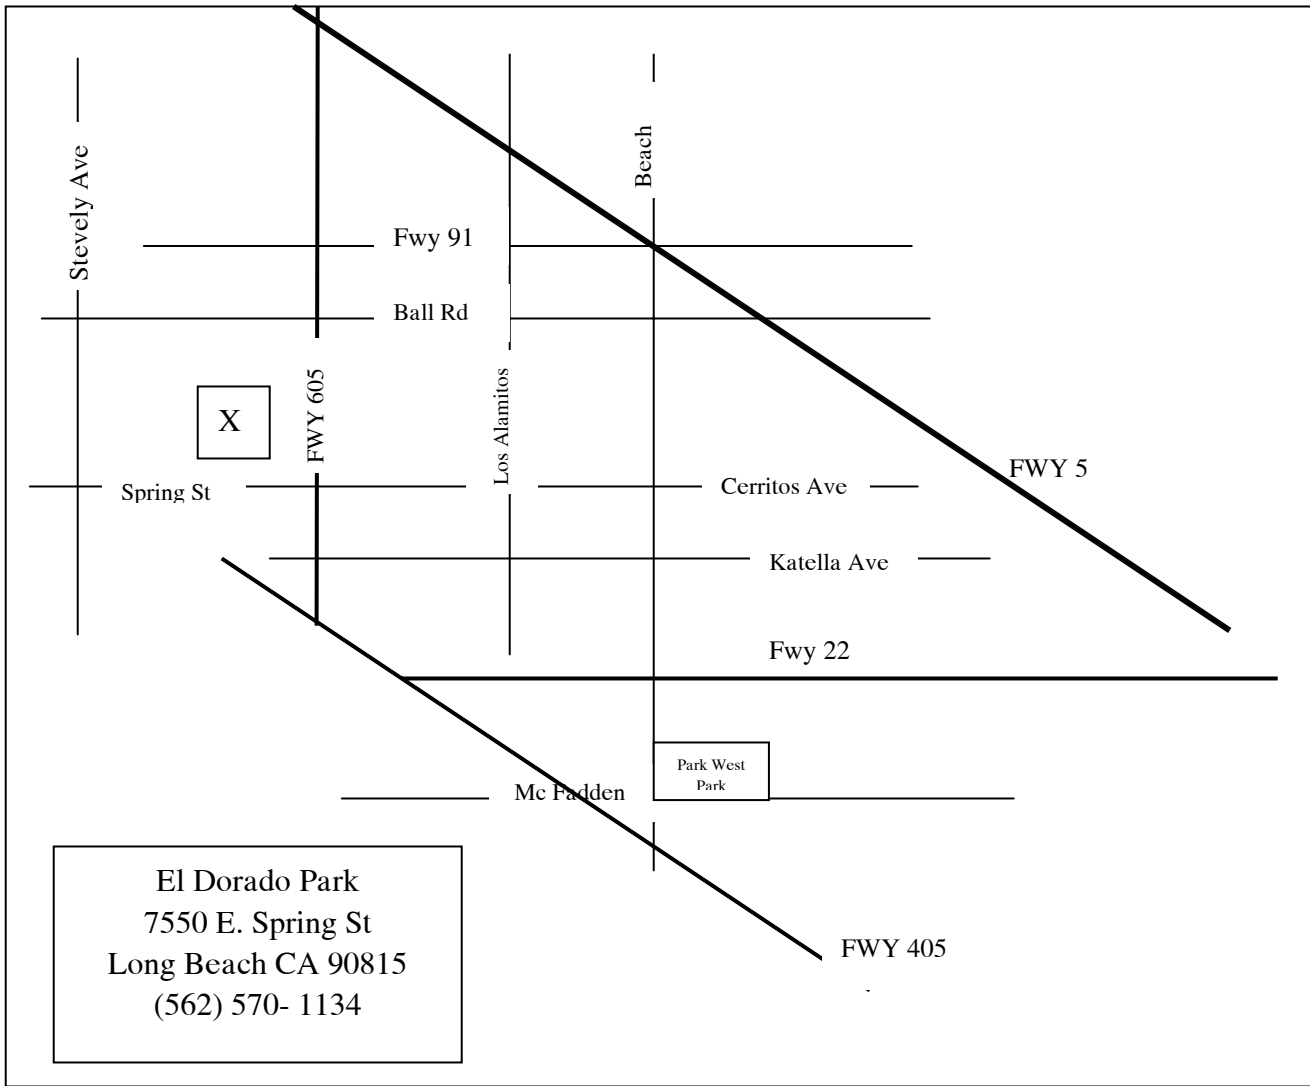 Beach
Stevely Ave
Fwy 91
Ball Rd
FWY 605
Los Alamitos
X
FWY 5
Spring St
Cerritos Ave
Katella Ave
Fwy 22
Park West
Park
Mc Fadden
El Dorado Park
7550 E. Spring St
Long Beach CA 90815
(562) 570- 1134
FWY 405